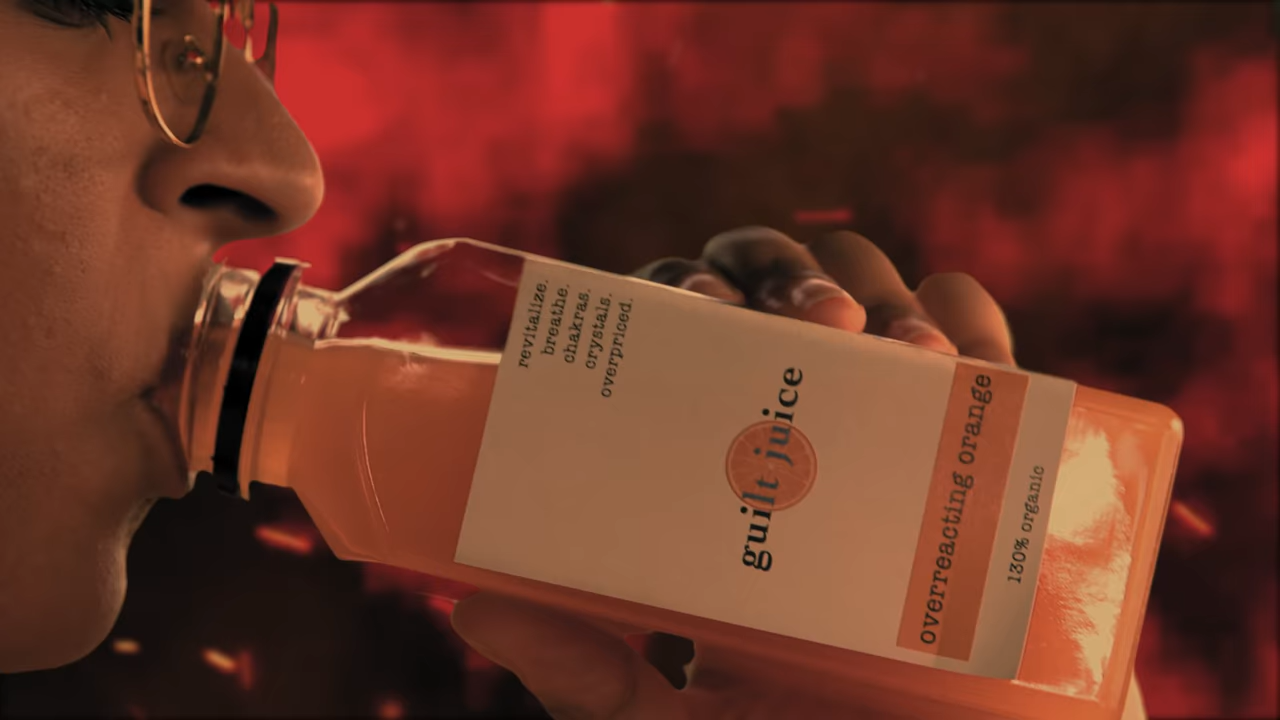 revitalize.
breathe.
chakras.
crystals.
overpriced.
guilt juice
overreacting orange
130% organic